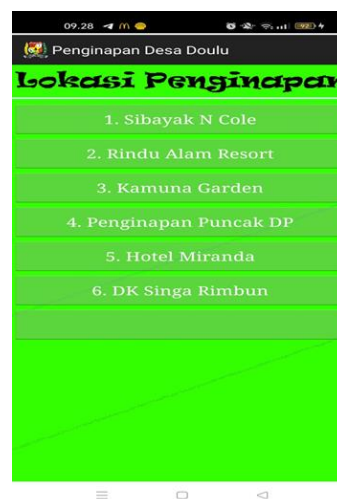 09.28
92
Penginapan Desa Doulu
Lokasi Penginapan
1. Sibayak N Cole
2. Rindu Alam Resort
3. Kamuna Garden
4. Penginapan Puncak DP
5. Hotel Miranda
6. DK Singa Rimbun